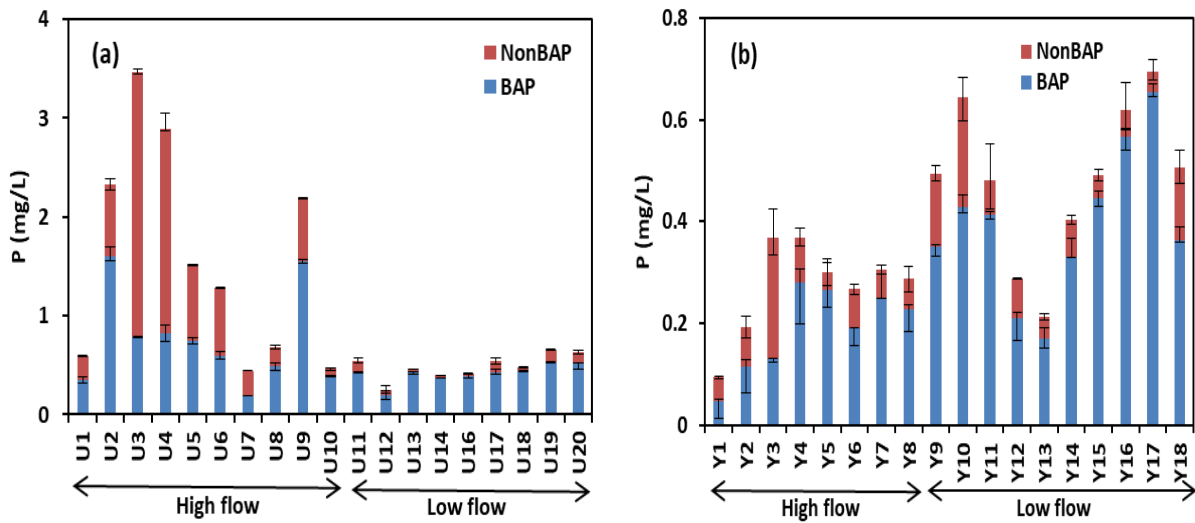 (a)
NonBAP
BAP
P (mg/L)
4
3
2
1
0
U1 U2 U3 U4 U5 U6 U7 U8 U9 U10 U11 U12 U13 U14 U16 U17 U18 U19 U20
High flow Low flow
(b)
NonBAP
BAP
P (mg/L)
0.8
0.6
0.4
0.2
0
Y1 Y2 Y3 Y4 Y5 Y6 Y7 Y8 Y9 Y10 Y11 Y12 Y13 Y14 Y15 Y16 Y17 Y18
High flow Low flow